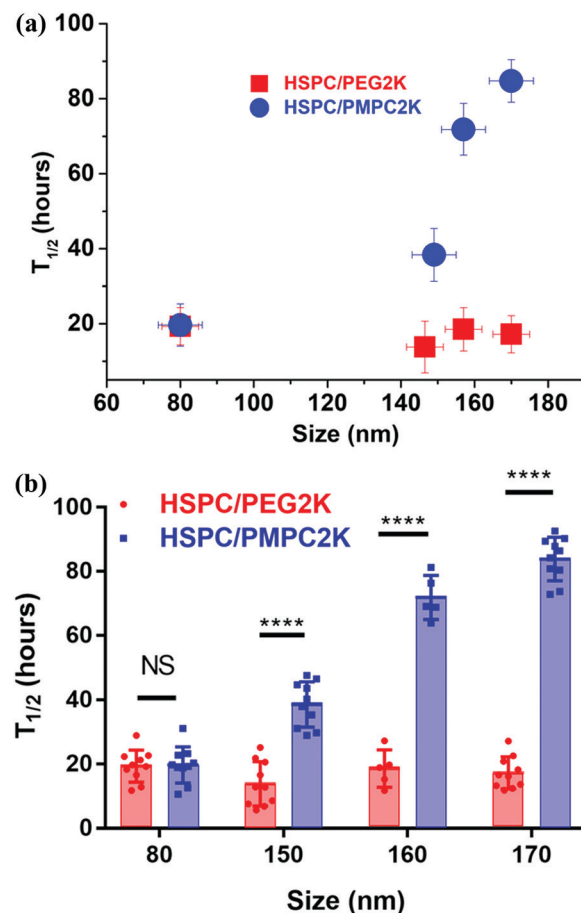 (a)
100
80
60
40
20
T1/2 (hours)
HSPC/PEG2K
HSPC/PMPC2K
60 80 100 120 140 160 180
Size (nm)
(b)
100
80
60
40
20
0
T1/2 (hours)
HSPC/PEG2K
HSPC/PMPC2K
NS
****
****
****
80 150 160 170
Size (nm)